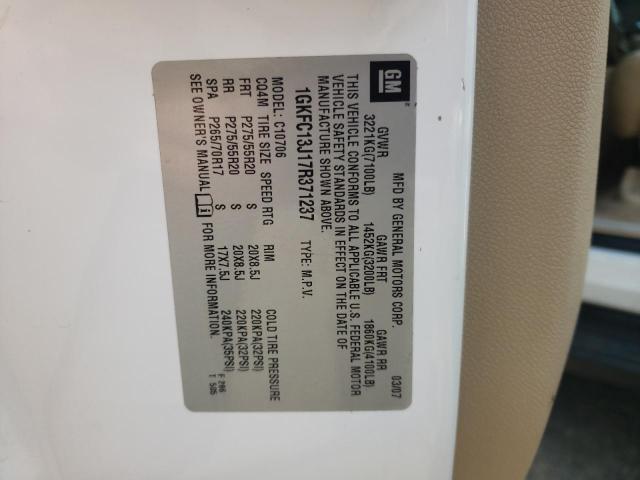 GM
MFD BY GENERAL MOTORS CORP. 03/07
GVWR GAWR FRT GAWR RR
3221KG(7100LB) 1452KG(3200LB) 1860KG(4100LB)
THIS VEHICLE CONFORMS TO ALL APPLICABLE U.S. FEDERAL MOTOR
VEHICLE SAFETY STANDARDS IN EFFECT ON THE DATE OF
MANUFACTURE SHOWN ABOVE.
1GKFC13J17R371237 TYPE: M.P.V.
MODEL: C10706
CQ4M TIRE SIZE SPEED RTG RIM COLD TIRE PRESSURE
FRT P275/55R20 S 20X8.5J 220KPA(32PSI)
RR P275/55R20 S 20X8.5J 220KPA(32PSI)
SPA P265/70R17 S 17X7.5J 240KPA(35PSI)
SEE OWNER'S MANUAL FOR MORE INFORMATION.
F 286
T 505